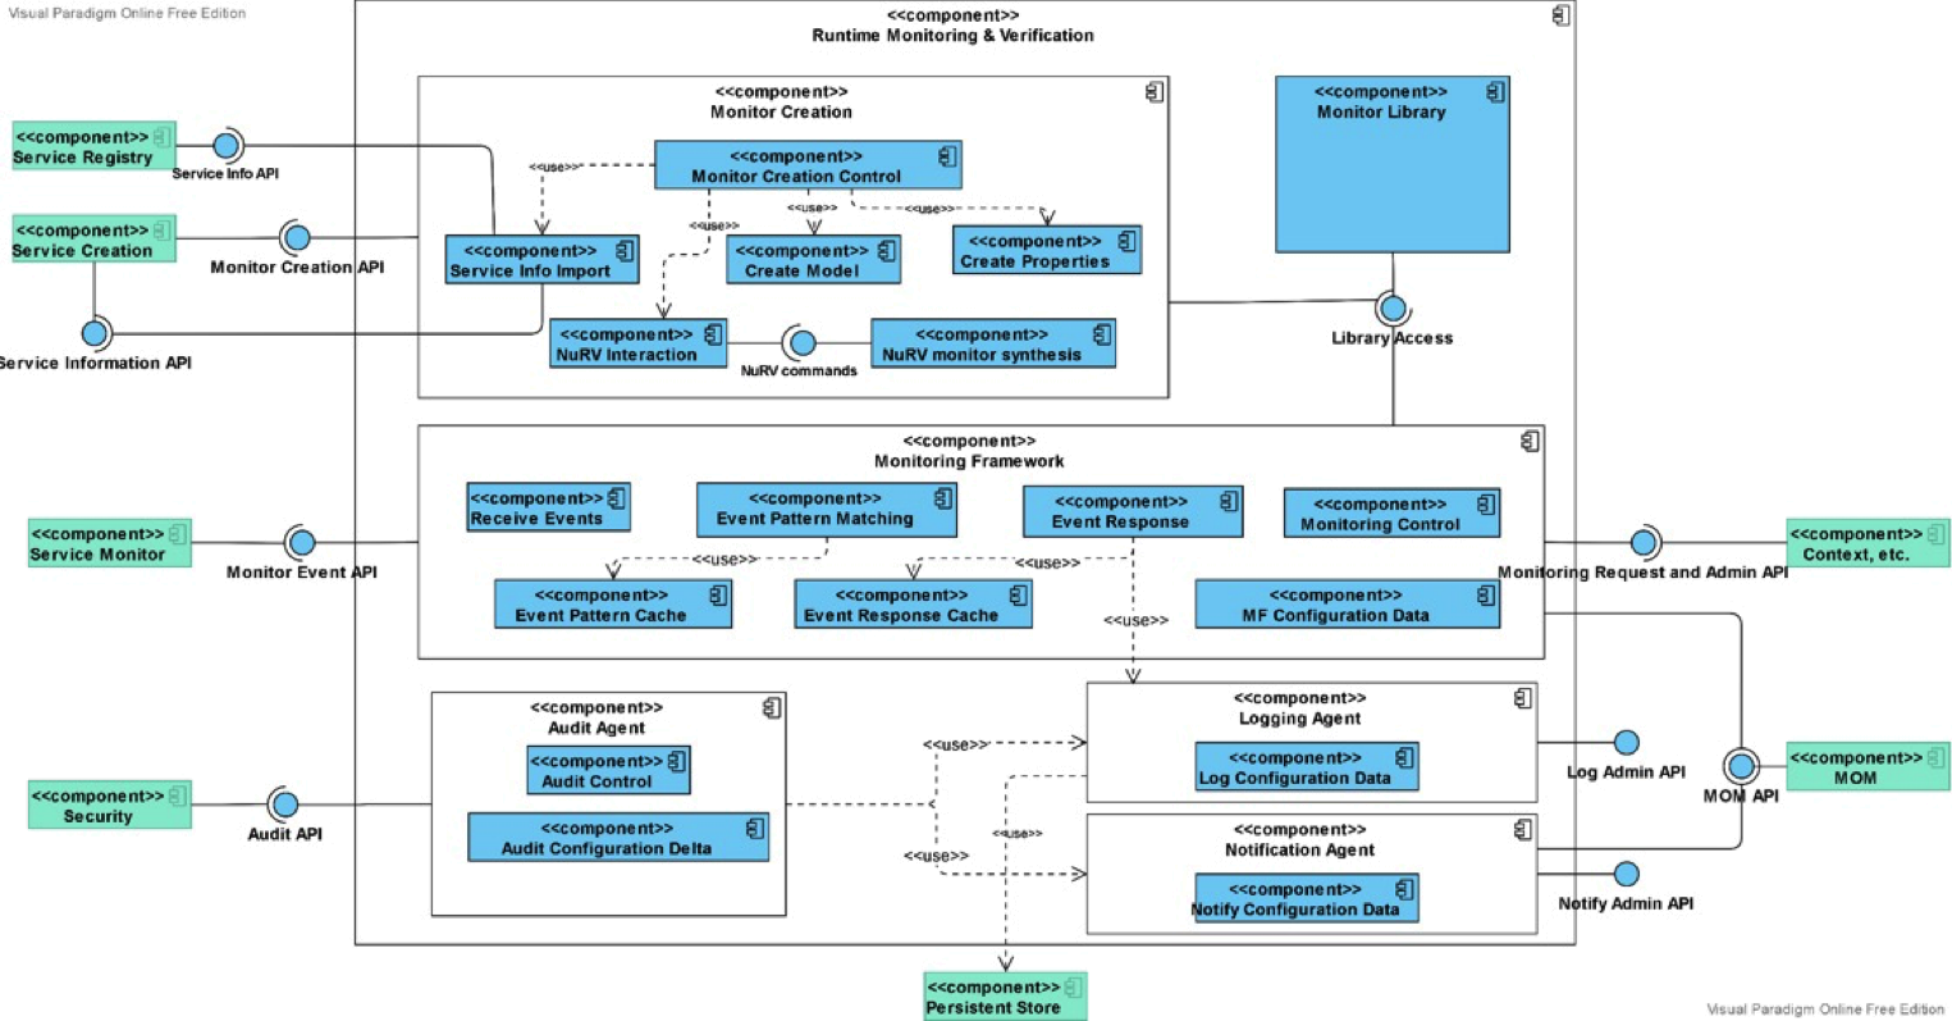 Visual Paradigm Online Free Edition
<<component>>
Runtime Monitoring & Verification
<<component>>
Monitor Creation
<<component>>
Monitor Library
<<component>>
Service Registry
Service Info API
<<component>>
Monitor Creation Control
<<use>>
<<use>>
<<use>>
<<use>>
<<component>>
Service Creation
Monitor Creation API
<<component>>
Service Info Import
<<component>>
Create Model
<<component>>
Create Properties
Service Information API
<<component>>
NuRV Interaction
NuRV commands
<<component>>
NuRV monitor synthesis
Library Access
<<component>>
Monitoring Framework
<<component>>
Receive Events
<<component>>
Event Pattern Matching
<<component>>
Event Response
<<component>>
Monitoring Control
<<component>>
Service Monitor
Monitor Event API
<<use>>
<<use>>
<<component>>
Context, etc.
Monitoring Request and Admin API
<<component>>
Event Pattern Cache
<<component>>
Event Response Cache
<<use>>
<<component>>
MF Configuration Data
<<component>>
Audit Agent
<<component>>
Audit Control
<<component>>
Audit Configuration Delta
<<component>>
Security
Audit API
<<use>>
<<use>>
<<use>>
<<component>>
Logging Agent
<<component>>
Log Configuration Data
Log Admin API
<<component>>
MOM
MOM API
<<component>>
Notification Agent
<<component>>
Notify Configuration Data
Notify Admin API
<<component>>
Persistent Store
Visual Paradigm Online Free Edition